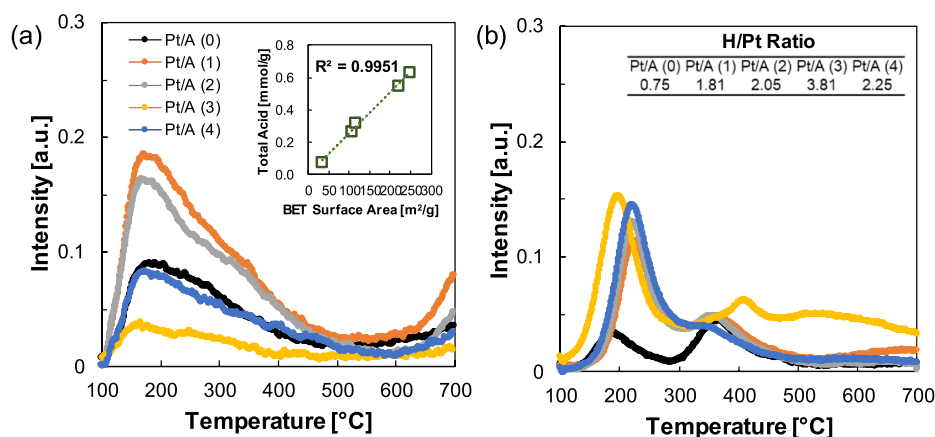 (a)
Intensity [a.u.]
0.3
0.2
0.1
0
Pt/A (0)
Pt/A (1)
Pt/A (2)
Pt/A (3)
Pt/A (4)
Total Acid [mmol/g]
0.8
0.6
0.4
0.2
0.0
R² = 0.9951
0 50 100 150 200 250 300
BET Surface Area [m²/g]
100 200 300 400 500 600 700
Temperature [°C]
(b)
Intensity [a.u.]
0.3
0.2
0.1
0
H/Pt Ratio
Pt/A (0) Pt/A (1) Pt/A (2) Pt/A (3) Pt/A (4)
0.75 1.81 2.05 3.81 2.25
100 200 300 400 500 600 700
Temperature [°C]